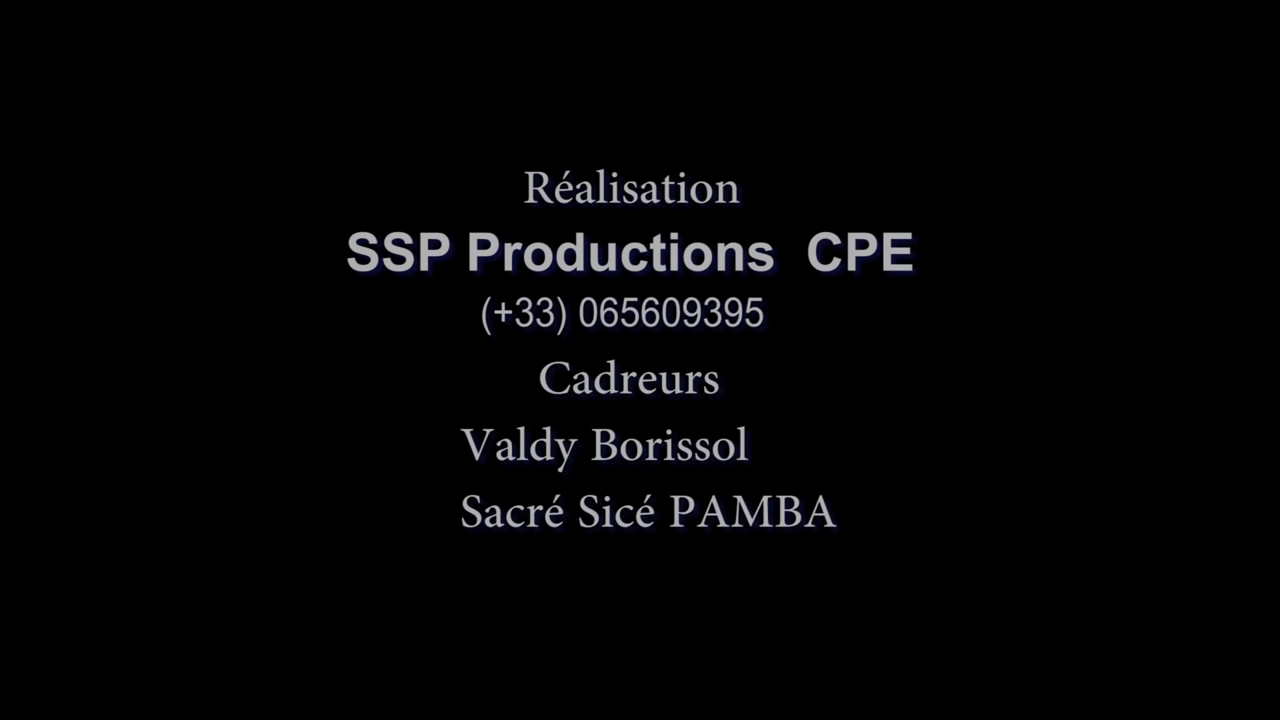 Réalisation
SSP Productions CPE
(+33) 065609395
Cadreurs
Valdy Borissol
Sacré Sicé PAMBA